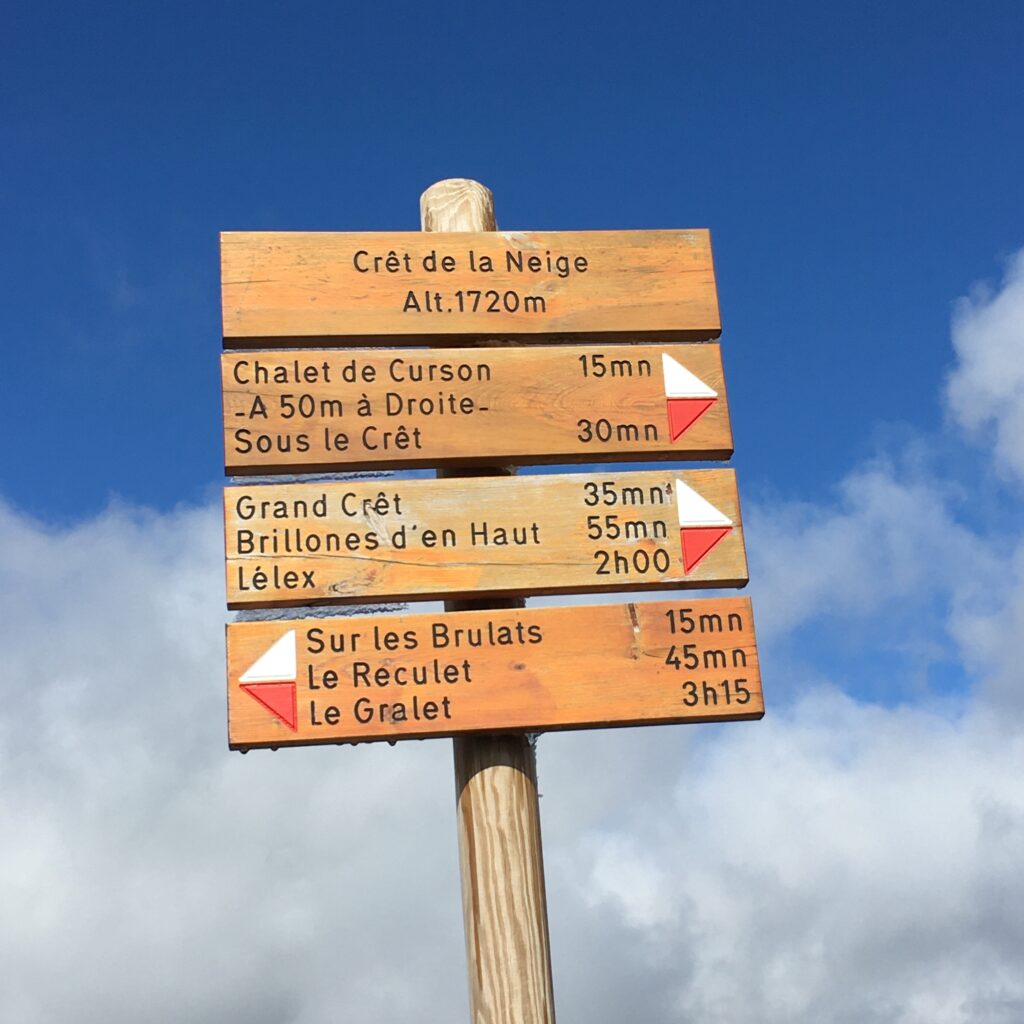 Crêt de la Neige
Alt.1720m
Chalet de Curson 15mn
-A 50m à Droite-
Sous le Crêt 30mn
Grand Crêt 35mn
Brillones d'en Haut 55mn
Lélex 2h00
Sur les Brulats 15mn
Le Reculet 45mn
Le Gralet 3h15